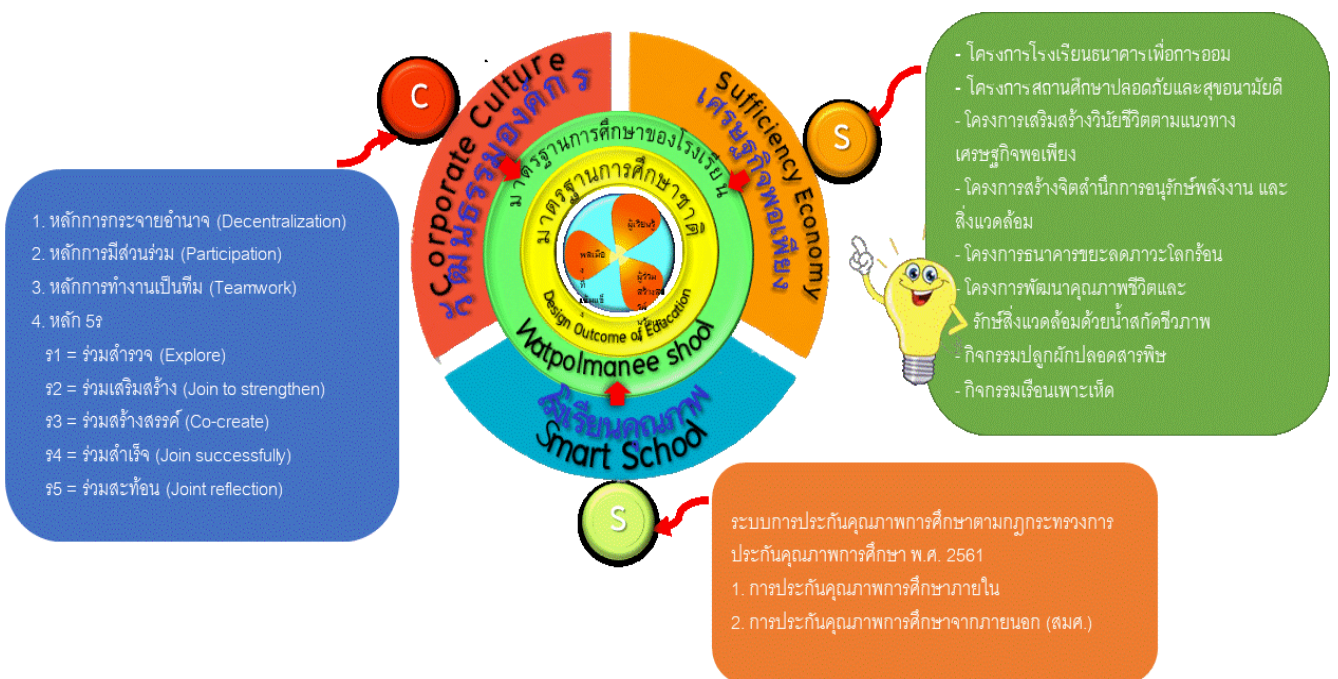 C
Corporate Culture
วัฒนธรรมองค์กร
Sufficiency Economy
เศรษฐกิจพอเพียง
S
มาตรฐานการศึกษาของโรงเรียน
มาตรฐานการศึกษาชาติ
ผู้เรียนรู้
Design Outcome of Education
Watpolmanee shool
โรงเรียนคุณภาพ
Smart School
S
1. หลักการกระจายอำนาจ (Decentralization)
2. หลักการมีส่วนร่วม (Participation)
3. หลักการทำงานเป็นทีม (Teamwork)
4. หลัก 5ร
ร1 = ร่วมสำรวจ (Explore)
ร2 = ร่วมเสริมสร้าง (Join to strengthen)
ร3 = ร่วมสร้างสรรค์ (Co-create)
ร4 = ร่วมสำเร็จ (Join successfully)
ร5 = ร่วมสะท้อน (Joint reflection)
- โครงการโรงเรียนธนาคารเพื่อการออม
- โครงการสถานศึกษาปลอดภัยและสุขอนามัยดี
- โครงการเสริมสร้างวินัยชีวิตตามแนวทาง
เศรษฐกิจพอเพียง
- โครงการสร้างจิตสำนึกการอนุรักษ์พลังงาน และ
สิ่งแวดล้อม
- โครงการธนาคารขยะลดภาวะโลกร้อน
- โครงการพัฒนาคุณภาพชีวิตและ
รักษ์สิ่งแวดล้อมด้วยน้ำสกัดชีวภาพ
- กิจกรรมปลูกผักปลอดสารพิษ
- กิจกรรมเรือนเพาะเห็ด
ระบบการประกันคุณภาพการศึกษาตามกฎกระทรวงการ
ประกันคุณภาพการศึกษา พ.ศ. 2561
1. การประกันคุณภาพการศึกษาภายใน
2. การประกันคุณภาพการศึกษาจากภายนอก (สมศ.)